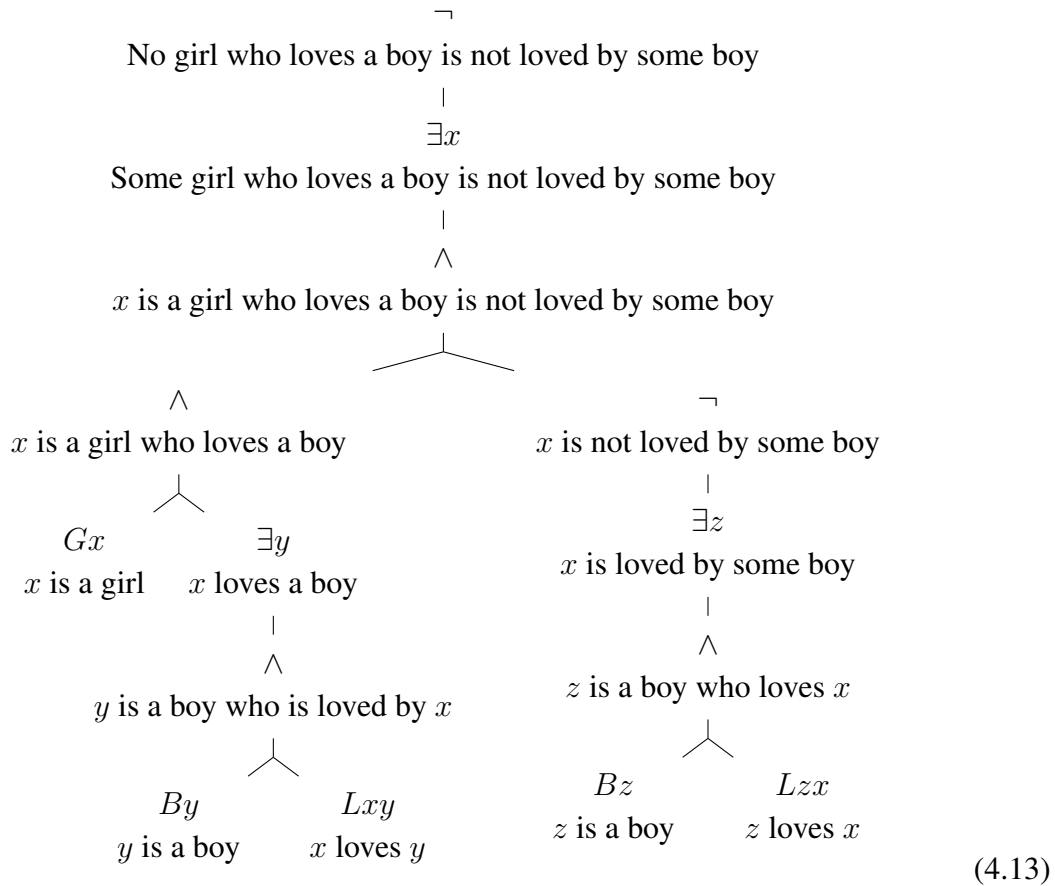 ¬
No girl who loves a boy is not loved by some boy
∃x
Some girl who loves a boy is not loved by some boy
∧
x is a girl who loves a boy is not loved by some boy
∧ ¬
x is a girl who loves a boy x is not loved by some boy
Gx ∃y ∃z
x is a girl x loves a boy x is loved by some boy
∧ ∧
y is a boy who is loved by x z is a boy who loves x
By Lxy Bz Lzx
y is a boy x loves y z is a boy z loves x
(4.13)